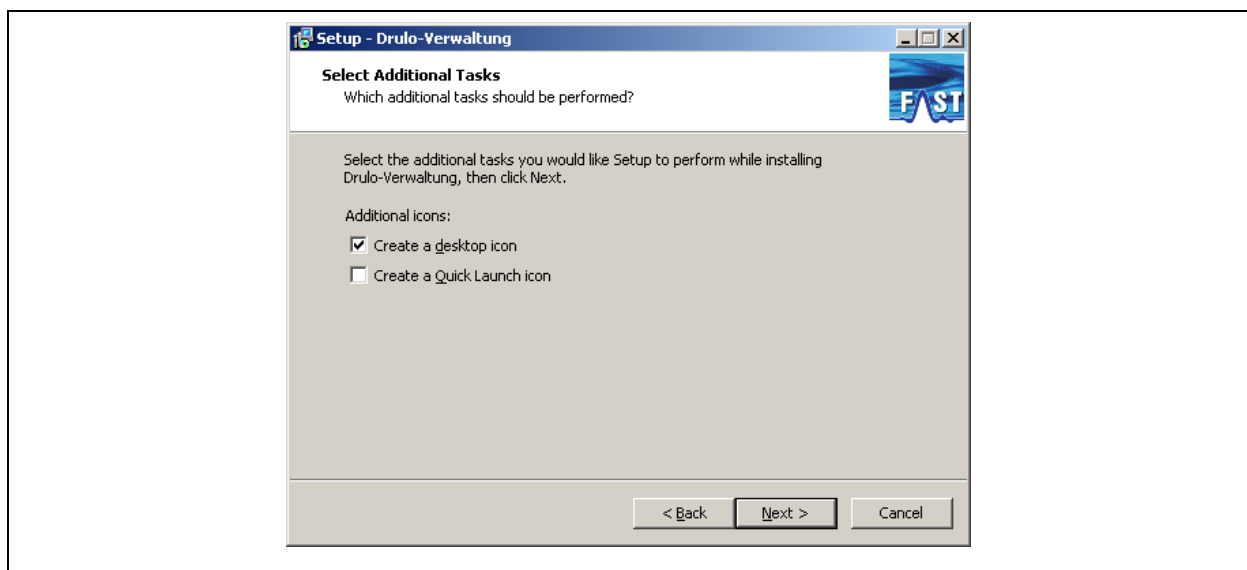 Setup - Drulo-Verwaltung
Select Additional Tasks
Which additional tasks should be performed?
FAST
Select the additional tasks you would like Setup to perform while installing
Drulo-Verwaltung, then click Next.
Additional icons:
Create a desktop icon
Create a Quick Launch icon
< Back
Next >
Cancel